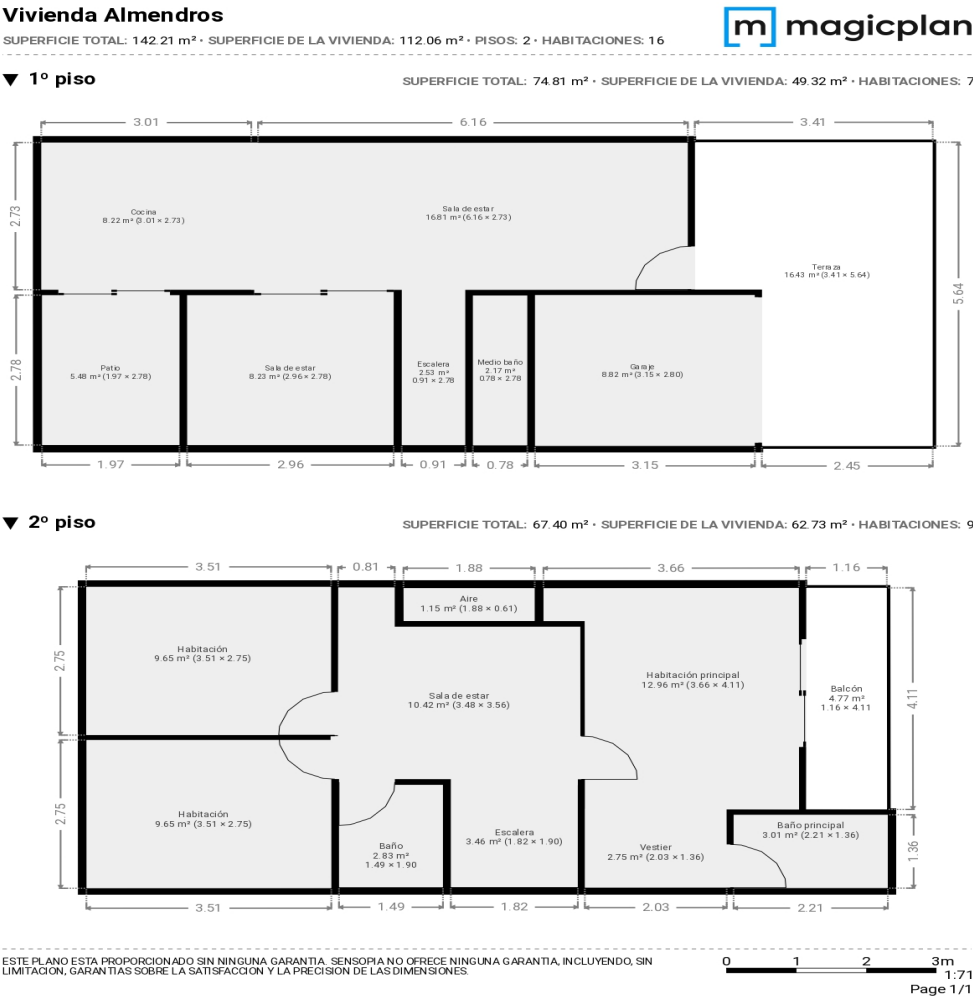 Vivienda Almendros
SUPERFICIE TOTAL: 142.21 m² · SUPERFICIE DE LA VIVIENDA: 112.06 m² · PISOS: 2 · HABITACIONES: 16
m magicplan
▼ 1º piso
SUPERFICIE TOTAL: 74.81 m² · SUPERFICIE DE LA VIVIENDA: 49.32 m² · HABITACIONES: 7
3.01
6.16
3.41
2.73
Cocina
8.22 m² (3.01 × 2.73)
Sala de estar
16.81 m² (6.16 × 2.73)
Terraza
16.43 m² (3.41 × 5.64)
5.64
2.78
Patio
5.48 m² (1.97 × 2.78)
Sala de estar
8.23 m² (2.96 × 2.78)
Escalera
2.53 m²
0.91 × 2.78
Medio baño
2.17 m²
0.78 × 2.78
Garaje
8.82 m² (3.15 × 2.80)
1.97
2.96
0.91
0.78
3.15
2.45
▼ 2º piso
SUPERFICIE TOTAL: 67.40 m² · SUPERFICIE DE LA VIVIENDA: 62.73 m² · HABITACIONES: 9
3.51
0.81
1.88
3.66
1.16
Aire
1.15 m² (1.88 × 0.61)
2.75
Habitación
9.65 m² (3.51 × 2.75)
Sala de estar
10.42 m² (3.48 × 3.56)
Habitación principal
12.96 m² (3.66 × 4.11)
Balcón
4.77 m²
1.16 × 4.11
4.11
2.75
Habitación
9.65 m² (3.51 × 2.75)
Baño
2.83 m²
1.49 × 1.90
Escalera
3.46 m² (1.82 × 1.90)
Vestier
2.75 m² (2.03 × 1.36)
Baño principal
3.01 m² (2.21 × 1.36)
1.36
3.51
1.49
1.82
2.03
2.21
ESTE PLANO ESTA PROPORCIONADO SIN NINGUNA GARANTIA. SENSOPIA NO OFRECE NINGUNA GARANTIA, INCLUYENDO, SIN
LIMITACION, GARANTIAS SOBRE LA SATISFACCION Y LA PRECISION DE LAS DIMENSIONES.
0 1 2 3m
1:71
Page 1/1